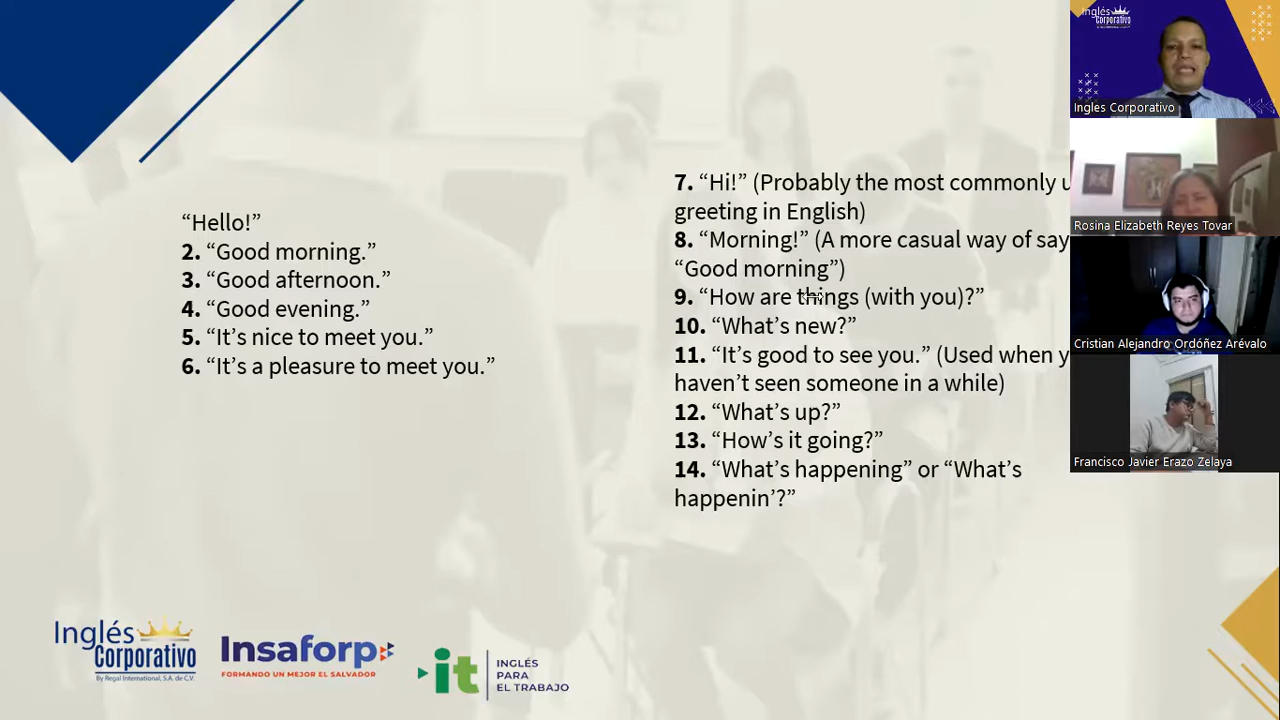 “Hello!”
2. “Good morning.”
3. “Good afternoon.”
4. “Good evening.”
5. “It’s nice to meet you.”
6. “It’s a pleasure to meet you.”
7. “Hi!” (Probably the most commonly
greeting in English)
8. “Morning!” (A more casual way of
“Good morning”)
9. “How are things (with you)?”
10. “What’s new?”
11. “It’s good to see you.” (Used when
haven’t seen someone in a while)
12. “What’s up?”
13. “How’s it going?”
14. “What’s happening” or “What’s
happenin’?”
Inglés
Corporativo
Ingles Corporativo
Rosina Elizabeth Reyes Tovar
Cristian Alejandro Ordóñez Arévalo
Francisco Javier Erazo Zelaya
Inglés
Corporativo
By Regal International, S.A. de C.V.
Insaforp
FORMANDO UN MEJOR EL SALVADOR
it
INGLÉS
PARA
EL TRABAJO